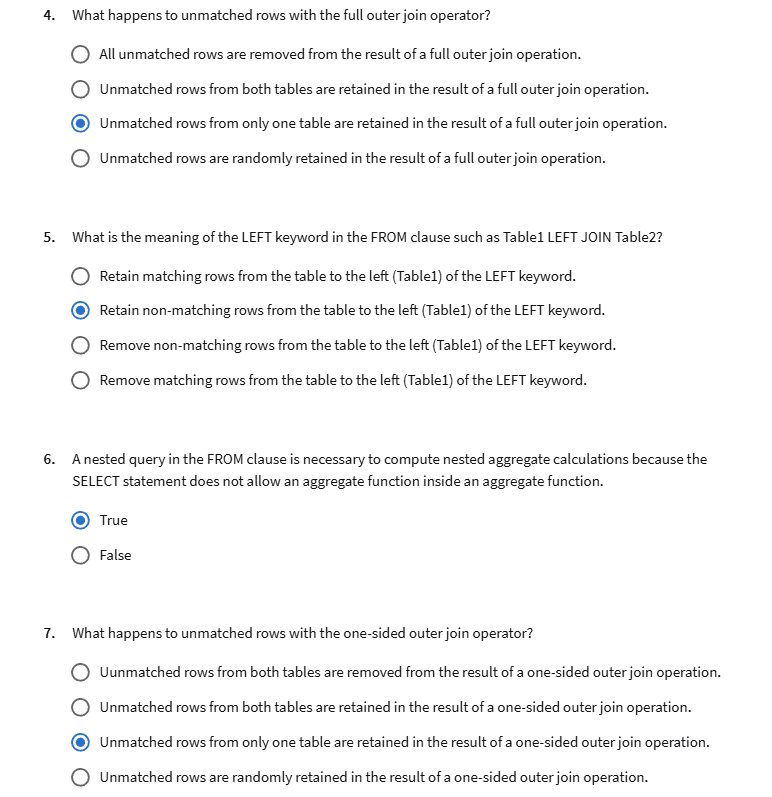 4. What happens to unmatched rows with the full outer join operator?
All unmatched rows are removed from the result of a full outer join operation.
Unmatched rows from both tables are retained in the result of a full outer join operation.
Unmatched rows from only one table are retained in the result of a full outer join operation.
Unmatched rows are randomly retained in the result of a full outer join operation.
5. What is the meaning of the LEFT keyword in the FROM clause such as Table1 LEFT JOIN Table2?
Retain matching rows from the table to the left (Table1) of the LEFT keyword.
Retain non-matching rows from the table to the left (Table1) of the LEFT keyword.
Remove non-matching rows from the table to the left (Table1) of the LEFT keyword.
Remove matching rows from the table to the left (Table1) of the LEFT keyword.
6. A nested query in the FROM clause is necessary to compute nested aggregate calculations because the
SELECT statement does not allow an aggregate function inside an aggregate function.
True
False
7. What happens to unmatched rows with the one-sided outer join operator?
Uunmatched rows from both tables are removed from the result of a one-sided outer join operation.
Unmatched rows from both tables are retained in the result of a one-sided outer join operation.
Unmatched rows from only one table are retained in the result of a one-sided outer join operation.
Unmatched rows are randomly retained in the result of a one-sided outer join operation.